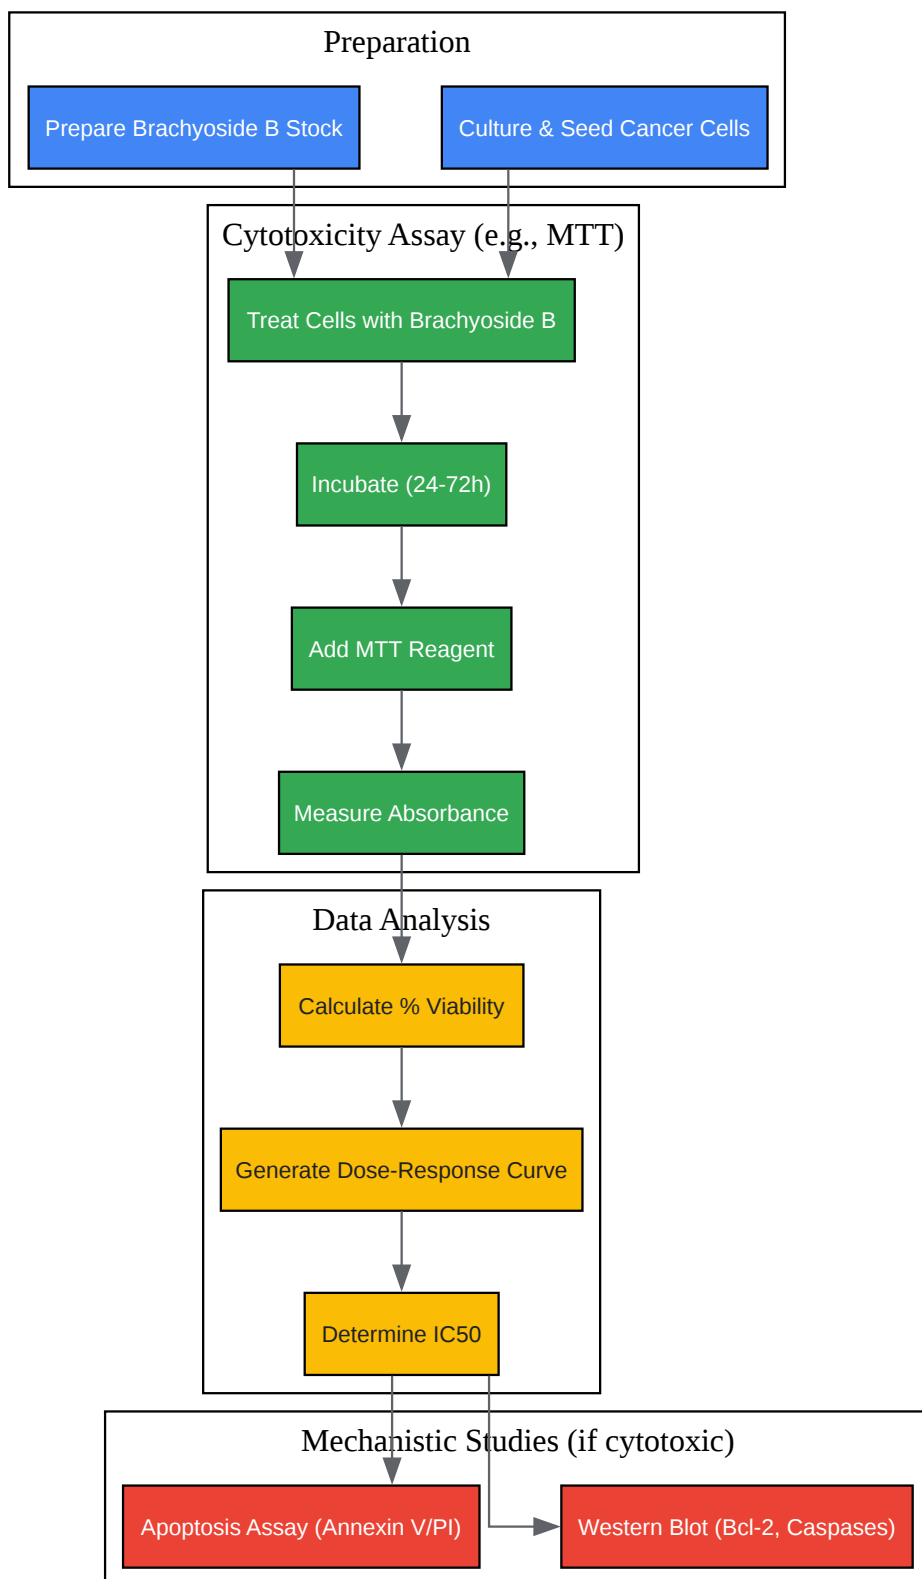 Preparation
Prepare Brachyoside B Stock
Culture & Seed Cancer Cells
Cytotoxicity Assay (e.g., MTT)
Treat Cells with Brachyoside B
Incubate (24-72h)
Add MTT Reagent
Measure Absorbance
Data Analysis
Calculate % Viability
Generate Dose-Response Curve
Determine IC50
Mechanistic Studies (if cytotoxic)
Apoptosis Assay (Annexin V/PI)
Western Blot (Bcl-2, Caspases)